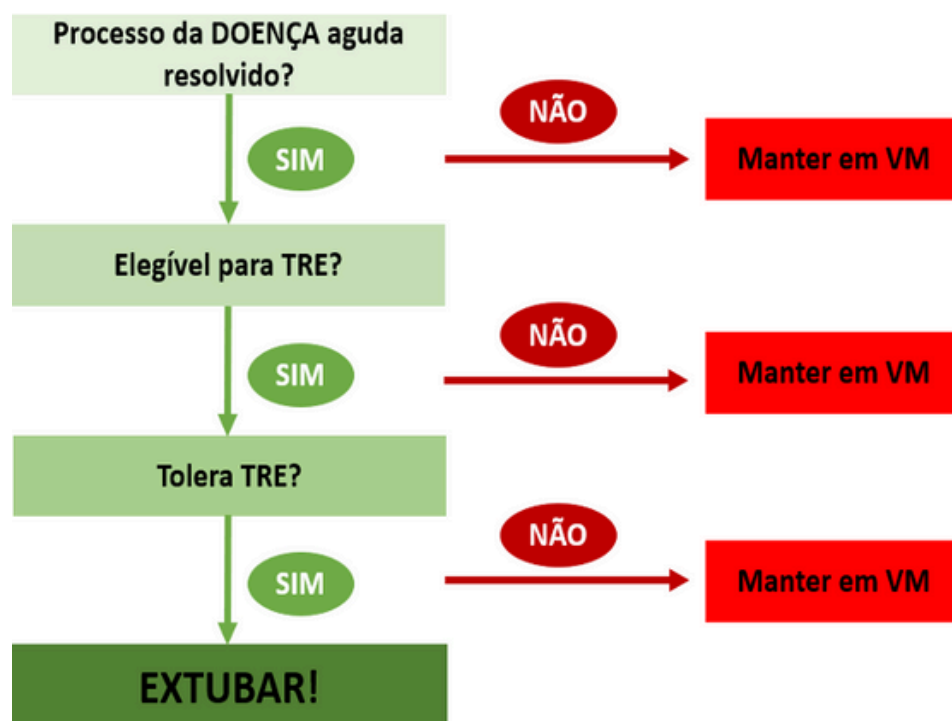 Processo da DOENÇA aguda
resolvido?
NÃO
SIM
Manter em VM
Elegível para TRE?
NÃO
SIM
Manter em VM
Tolera TRE?
NÃO
SIM
Manter em VM
EXTUBAR!